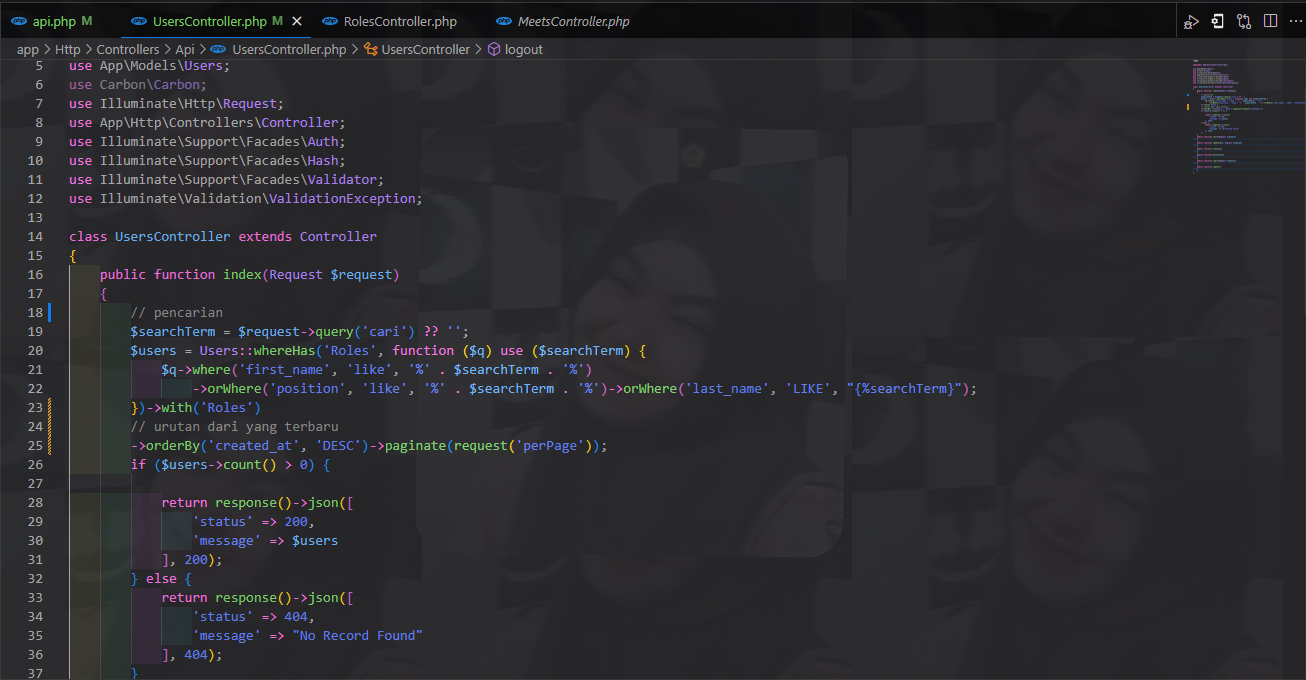 api.php M UsersController.php M RolesController.php MeetsController.php
app > Http > Controllers > Api > UsersController.php > UsersController > logout
5 use App\Models\Users;
6 use Carbon\Carbon;
7 use Illuminate\Http\Request;
8 use App\Http\Controllers\Controller;
9 use Illuminate\Support\Facades\Auth;
10 use Illuminate\Support\Facades\Hash;
11 use Illuminate\Support\Facades\Validator;
12 use Illuminate\Validation\ValidationException;
13
14 class UsersController extends Controller
15 {
16 public function index(Request $request)
17 {
18 // pencarian
19 $searchTerm = $request->query('cari') ?? '';
20 $users = Users::whereHas('Roles', function ($q) use ($searchTerm) {
21 $q->where('first_name', 'like', '%' . $searchTerm . '%')
22 ->orWhere('position', 'like', '%' . $searchTerm . '%')->orWhere('last_name', 'LIKE', "{%searchTerm}");
23 })->with('Roles')
24 // urutan dari yang terbaru
25 ->orderBy('created_at', 'DESC')->paginate(request('perPage'));
26 if ($users->count() > 0) {
27
28 return response()->json([
29 'status' => 200,
30 'message' => $users
31 ], 200);
32 } else {
33 return response()->json([
34 'status' => 404,
35 'message' => "No Record Found"
36 ], 404);
37 }